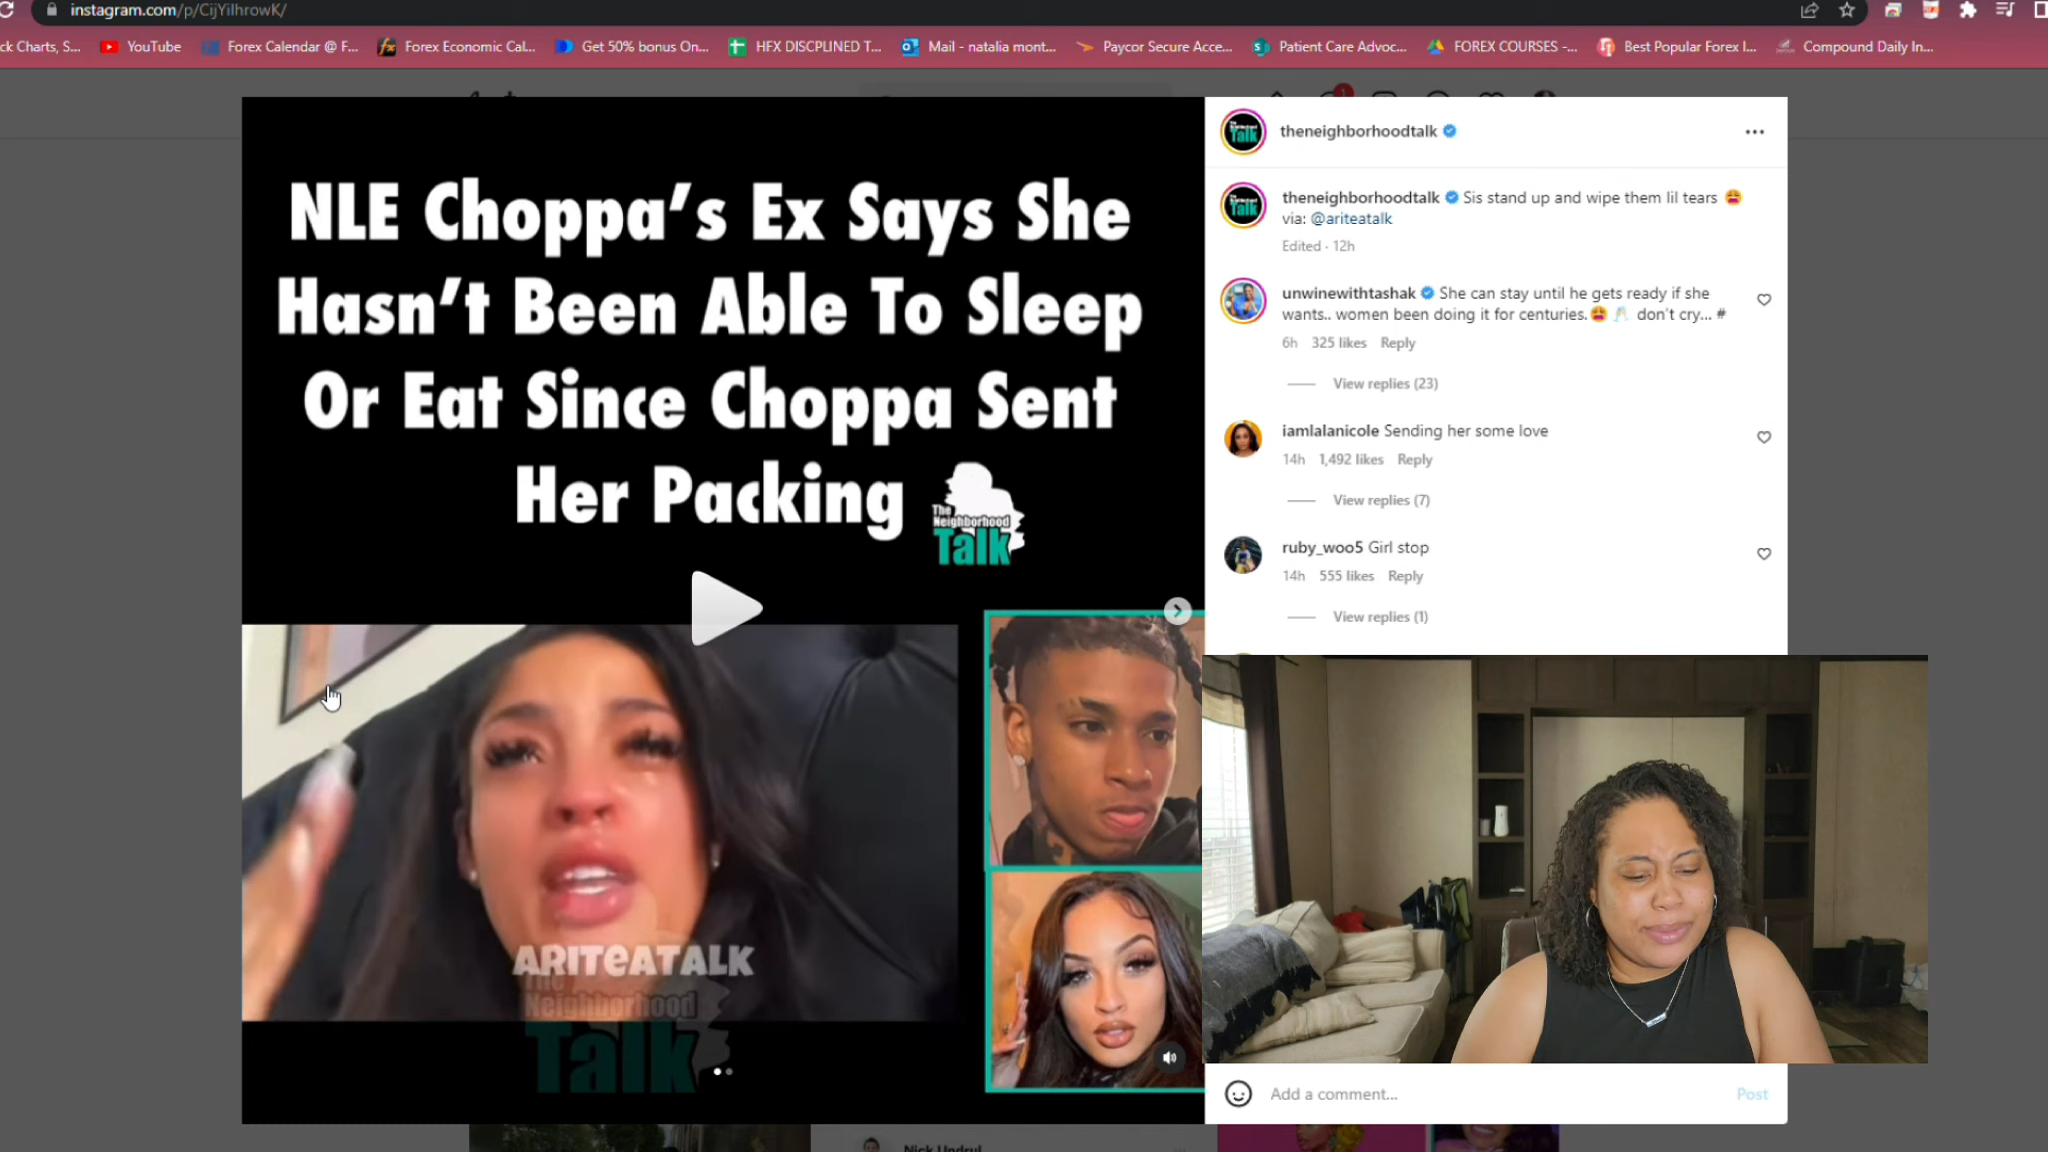 instagram.com/p/CijYilhrowK/
ck Charts, S...
YouTube
Forex Calendar @ F...
Forex Economic Cal...
Get 50% bonus On...
HFX DISCPLINED T...
Mail - natalia mont...
Paycor Secure Acce...
Patient Care Advoc...
FOREX COURSES -...
Best Popular Forex I...
Compound Daily In...
NLE Choppa's Ex Says She
Hasn't Been Able To Sleep
Or Eat Since Choppa Sent
Her Packing
The
Neighborhood
Talk
ARITEATALK
The
Neighborhood
Talk
theneighborhoodtalk
theneighborhoodtalk Sis stand up and wipe them lil tears 😩
via: @ariteatalk
Edited · 12h
unwinewithtashak She can stay until he gets ready if she
wants.. women been doing it for centuries.😩 🥂 don't cry... #
6h 325 likes Reply
View replies (23)
iamlalanicole Sending her some love
14h 1,492 likes Reply
View replies (7)
ruby_woo5 Girl stop
14h 555 likes Reply
View replies (1)
Add a comment...
Post